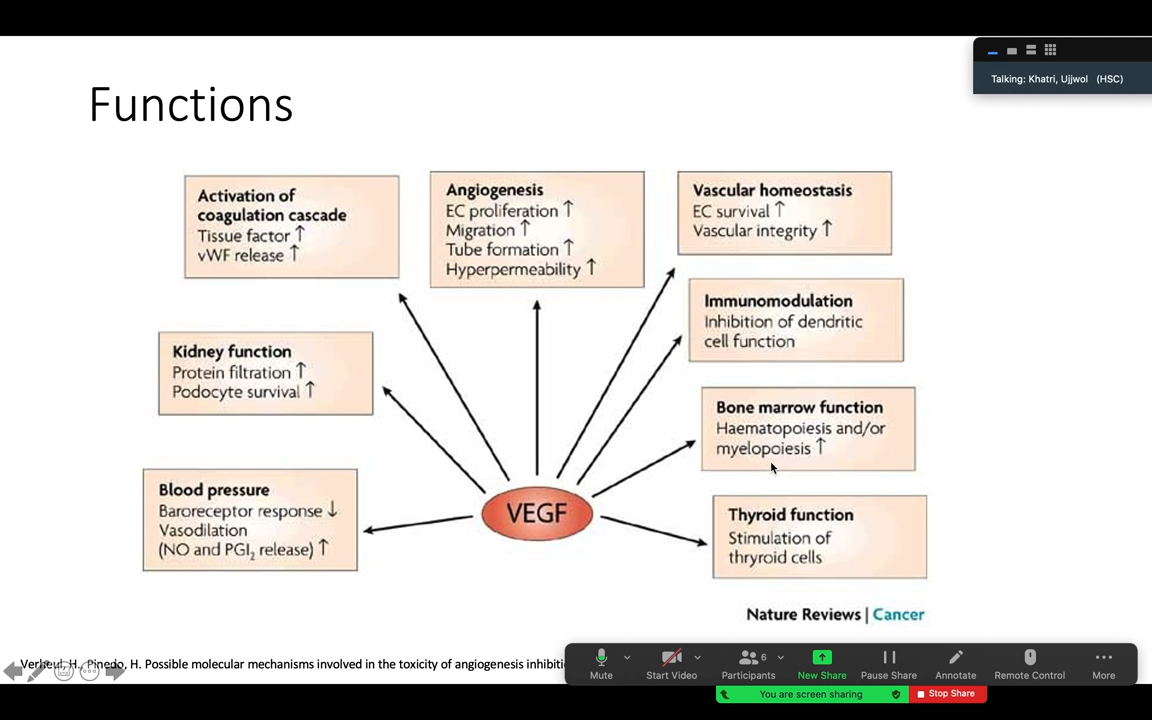 Talking: Khatri, Ujjwol (HSC)
Functions
Activation of
coagulation cascade
Tissue factor ↑
vWF release ↑
Angiogenesis
EC proliferation ↑
Migration ↑
Tube formation ↑
Hyperpermeability ↑
Vascular homeostasis
EC survival ↑
Vascular integrity ↑
Immunomodulation
Inhibition of dendritic
cell function
Kidney function
Protein filtration ↑
Podocyte survival ↑
Bone marrow function
Haematopoiesis and/or
myelopoiesis ↑
Blood pressure
Baroreceptor response ↓
Vasodilation
(NO and PGI₂ release) ↑
VEGF
Thyroid function
Stimulation of
thryroid cells
Nature Reviews | Cancer
Verheul, H., Pinedo, H. Possible molecular mechanisms involved in the toxicity of angiogenesis inhibiti
6
Mute
Start Video
Participants
New Share
Pause Share
Annotate
Remote Control
More
You are screen sharing
Stop Share